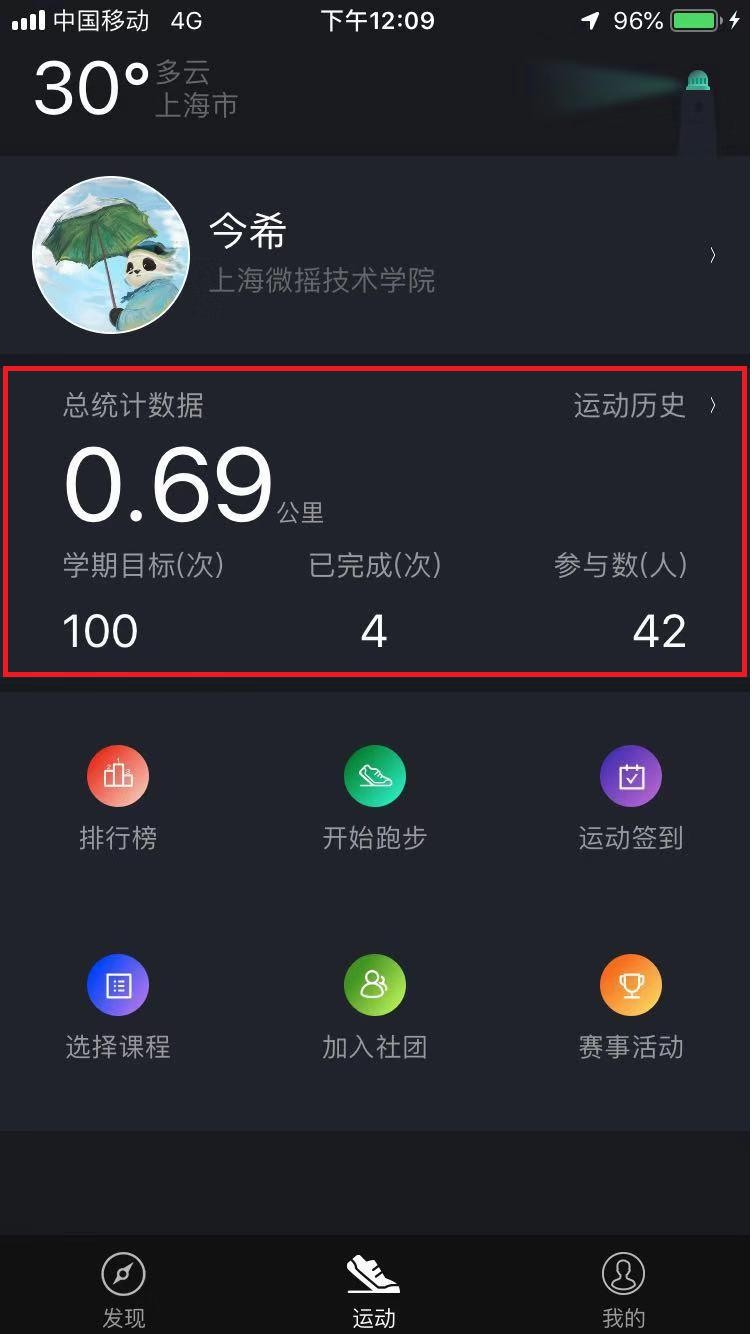 中国移动 4G 下午12:09 96%
30° 多云
上海市
今希
上海微摇技术学院
总统计数据 运动历史
0.69公里
学期目标(次) 已完成(次) 参与数(人)
100 4 42
排行榜 开始跑步 运动签到
选择课程 加入社团 赛事活动
发现 运动 我的